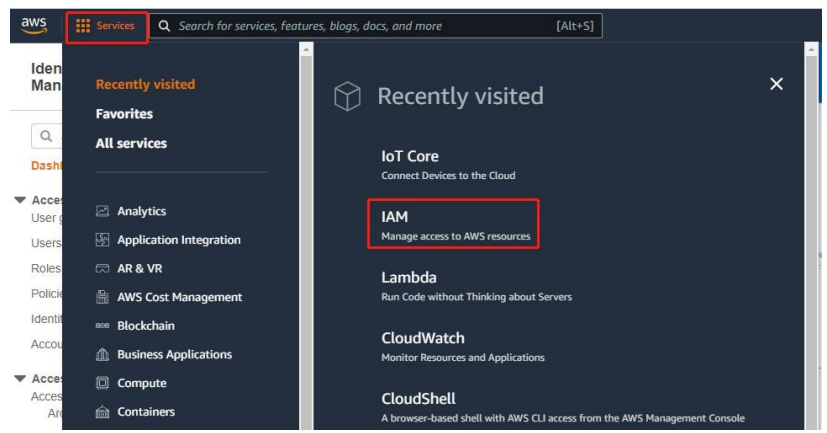 aws
Services
Search for services, features, blogs, docs, and more
[Alt+S]
Recently visited
Favorites
All services
Analytics
Application Integration
AR & VR
AWS Cost Management
Blockchain
Business Applications
Compute
Containers
Recently visited
IoT Core
Connect Devices to the Cloud
IAM
Manage access to AWS resources
Lambda
Run Code without Thinking about Servers
CloudWatch
Monitor Resources and Applications
CloudShell
A browser-based shell with AWS CLI access from the AWS Management Console
Iden
Man
Dash
Acces
User g
Users
Roles
Policie
Identit
Accou
Acces
Acces